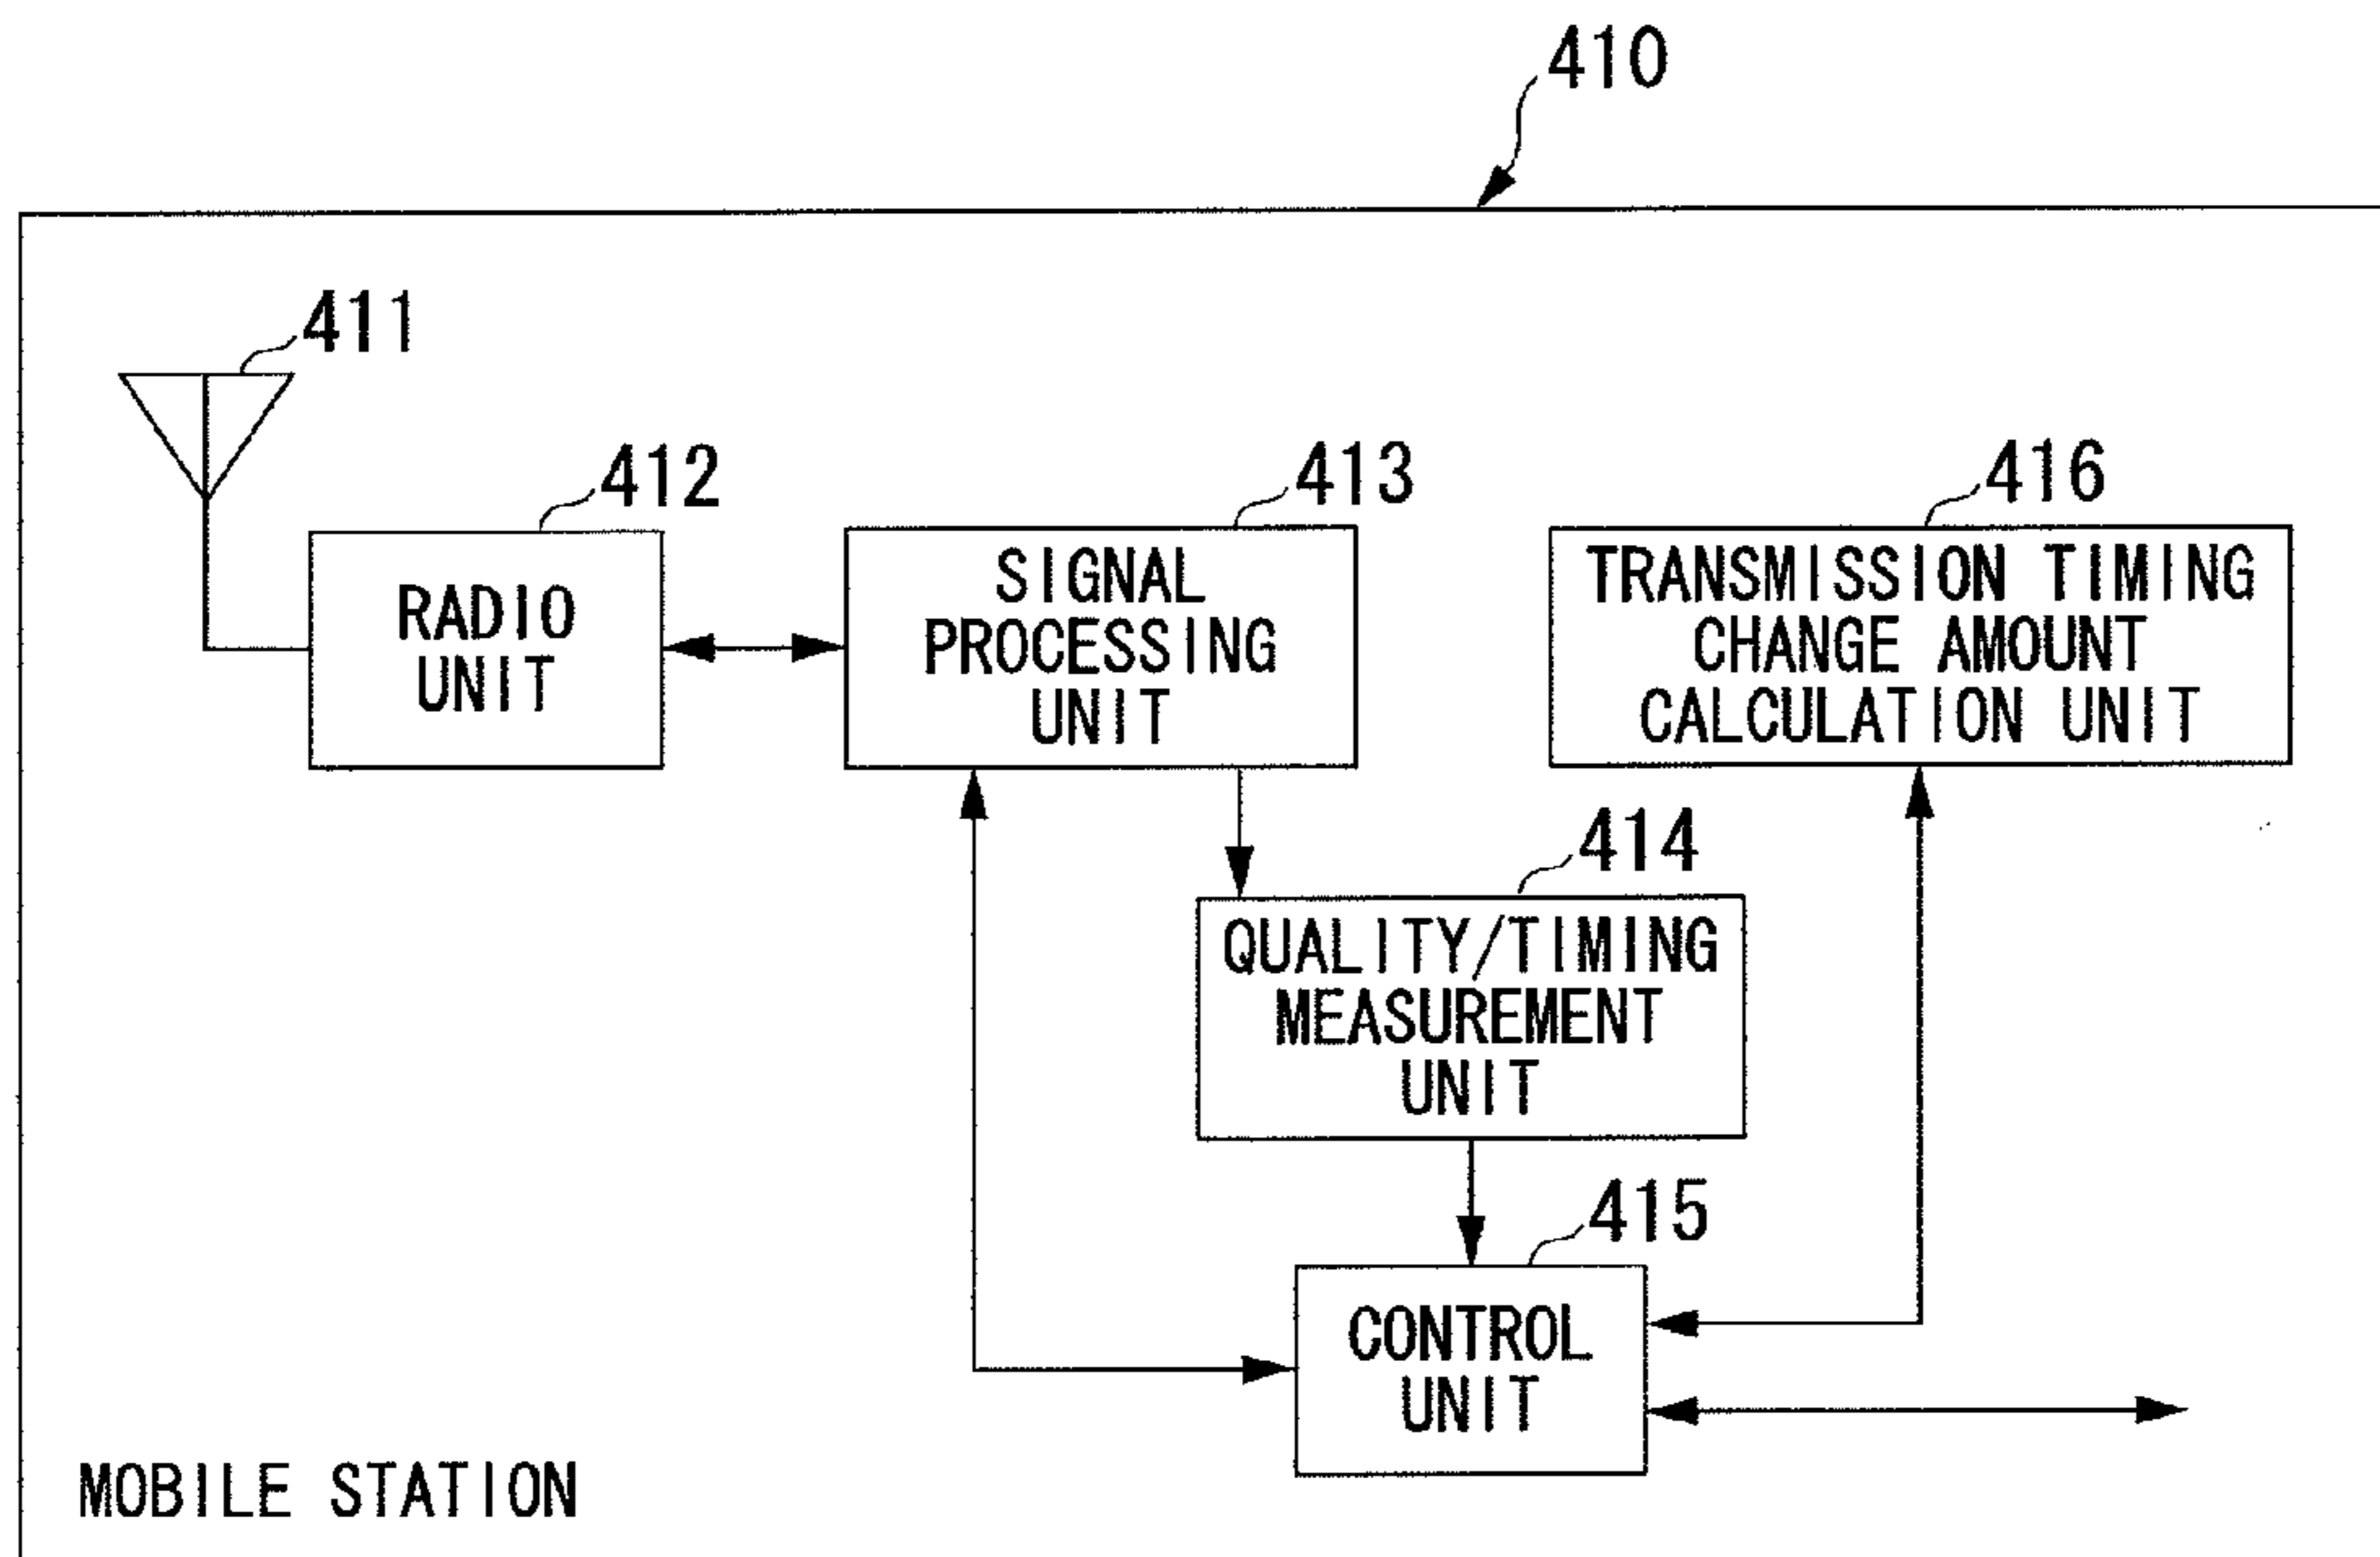 410
411
412
RADIO
UNIT
413
SIGNAL
PROCESSING
UNIT
416
TRANSMISSION TIMING
CHANGE AMOUNT
CALCULATION UNIT
414
QUALITY/TIMING
MEASUREMENT
UNIT
415
CONTROL
UNIT
MOBILE STATION